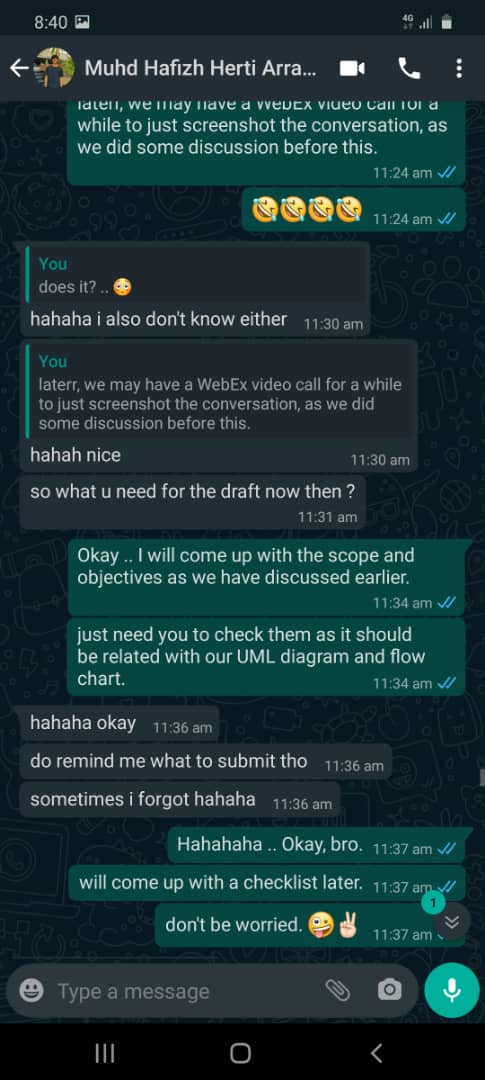 8:40
4G
Muhd Hafizh Herti Arra...
laterr, we may have a WebEx video call for a
while to just screenshot the conversation, as
we did some discussion before this.
11:24 am
🤣🤣🤣🤣 11:24 am
You
does it? .. 😳
hahaha i also don't know either 11:30 am
You
laterr, we may have a WebEx video call for a while
to just screenshot the conversation, as we did
some discussion before this.
hahah nice 11:30 am
so what u need for the draft now then ?
11:31 am
Okay .. I will come up with the scope and
objectives as we have discussed earlier.
11:34 am
just need you to check them as it should
be related with our UML diagram and flow
chart. 11:34 am
hahaha okay 11:36 am
do remind me what to submit tho 11:36 am
sometimes i forgot hahaha 11:36 am
Hahahaha .. Okay, bro. 11:37 am
will come up with a checklist later. 11:37 am
1
don't be worried. 🤪✌🏻 11:37 am
Type a message